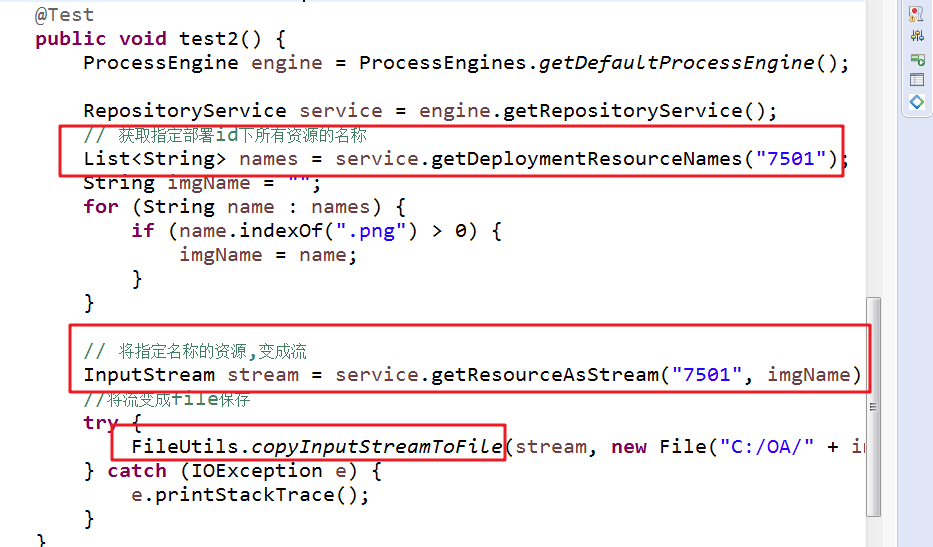 @Test
public void test2() {
ProcessEngine engine = ProcessEngines.getDefaultProcessEngine();
RepositoryService service = engine.getRepositoryService();
// 获取指定部署id下所有资源的名称
List<String> names = service.getDeploymentResourceNames("7501");
String imgName = "";
for (String name : names) {
if (name.indexOf(".png") > 0) {
imgName = name;
}
}
// 将指定名称的资源,变成流
InputStream stream = service.getResourceAsStream("7501", imgName)
//将流变成file保存
try {
FileUtils.copyInputStreamToFile(stream, new File("C:/OA/" +
} catch (IOException e) {
e.printStackTrace();
}
}